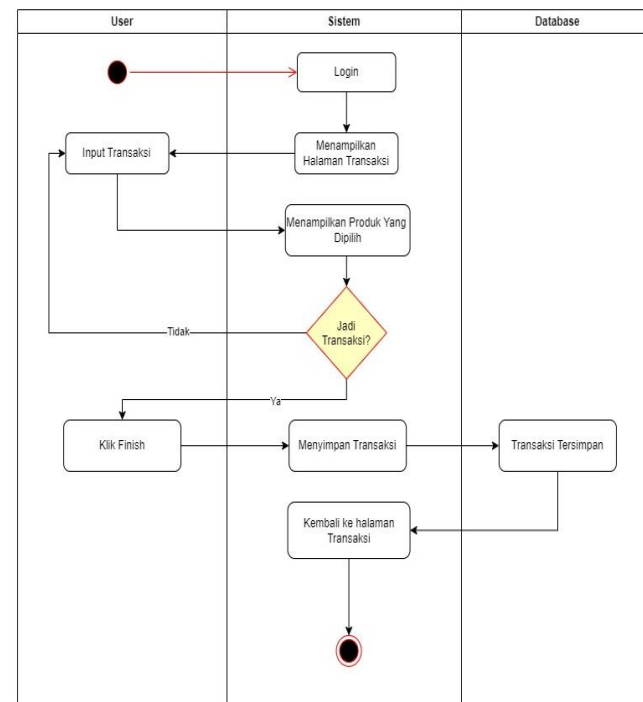 User
Sistem
Database
Login
Input Transaksi
Menampilkan
Halaman Transaksi
Menampilkan Produk Yang
Dipilih
Jadi
Transaksi?
Tidak
Ya
Klik Finish
Menyimpan Transaksi
Transaksi Tersimpan
Kembali ke halaman
Transaksi